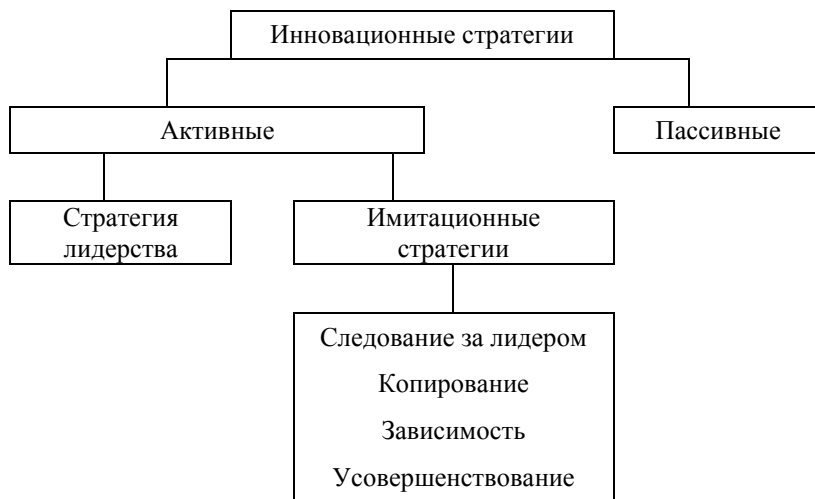 Инновационные стратегии
Активные
Пассивные
Стратегия
лидерства
Имитационные
стратегии
Следование за лидером
Копирование
Зависимость
Усовершенствование